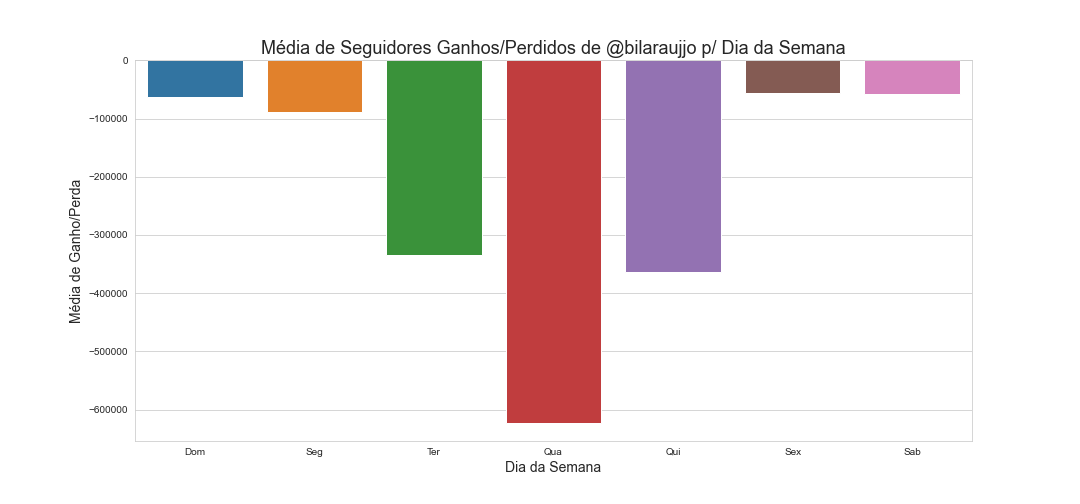 Média de Seguidores Ganhos/Perdidos de @bilaraujjo p/ Dia da Semana
0
−100000
−200000
−300000
−400000
−500000
−600000
Média de Ganho/Perda
Dom Seg Ter Qua Qui Sex Sab
Dia da Semana